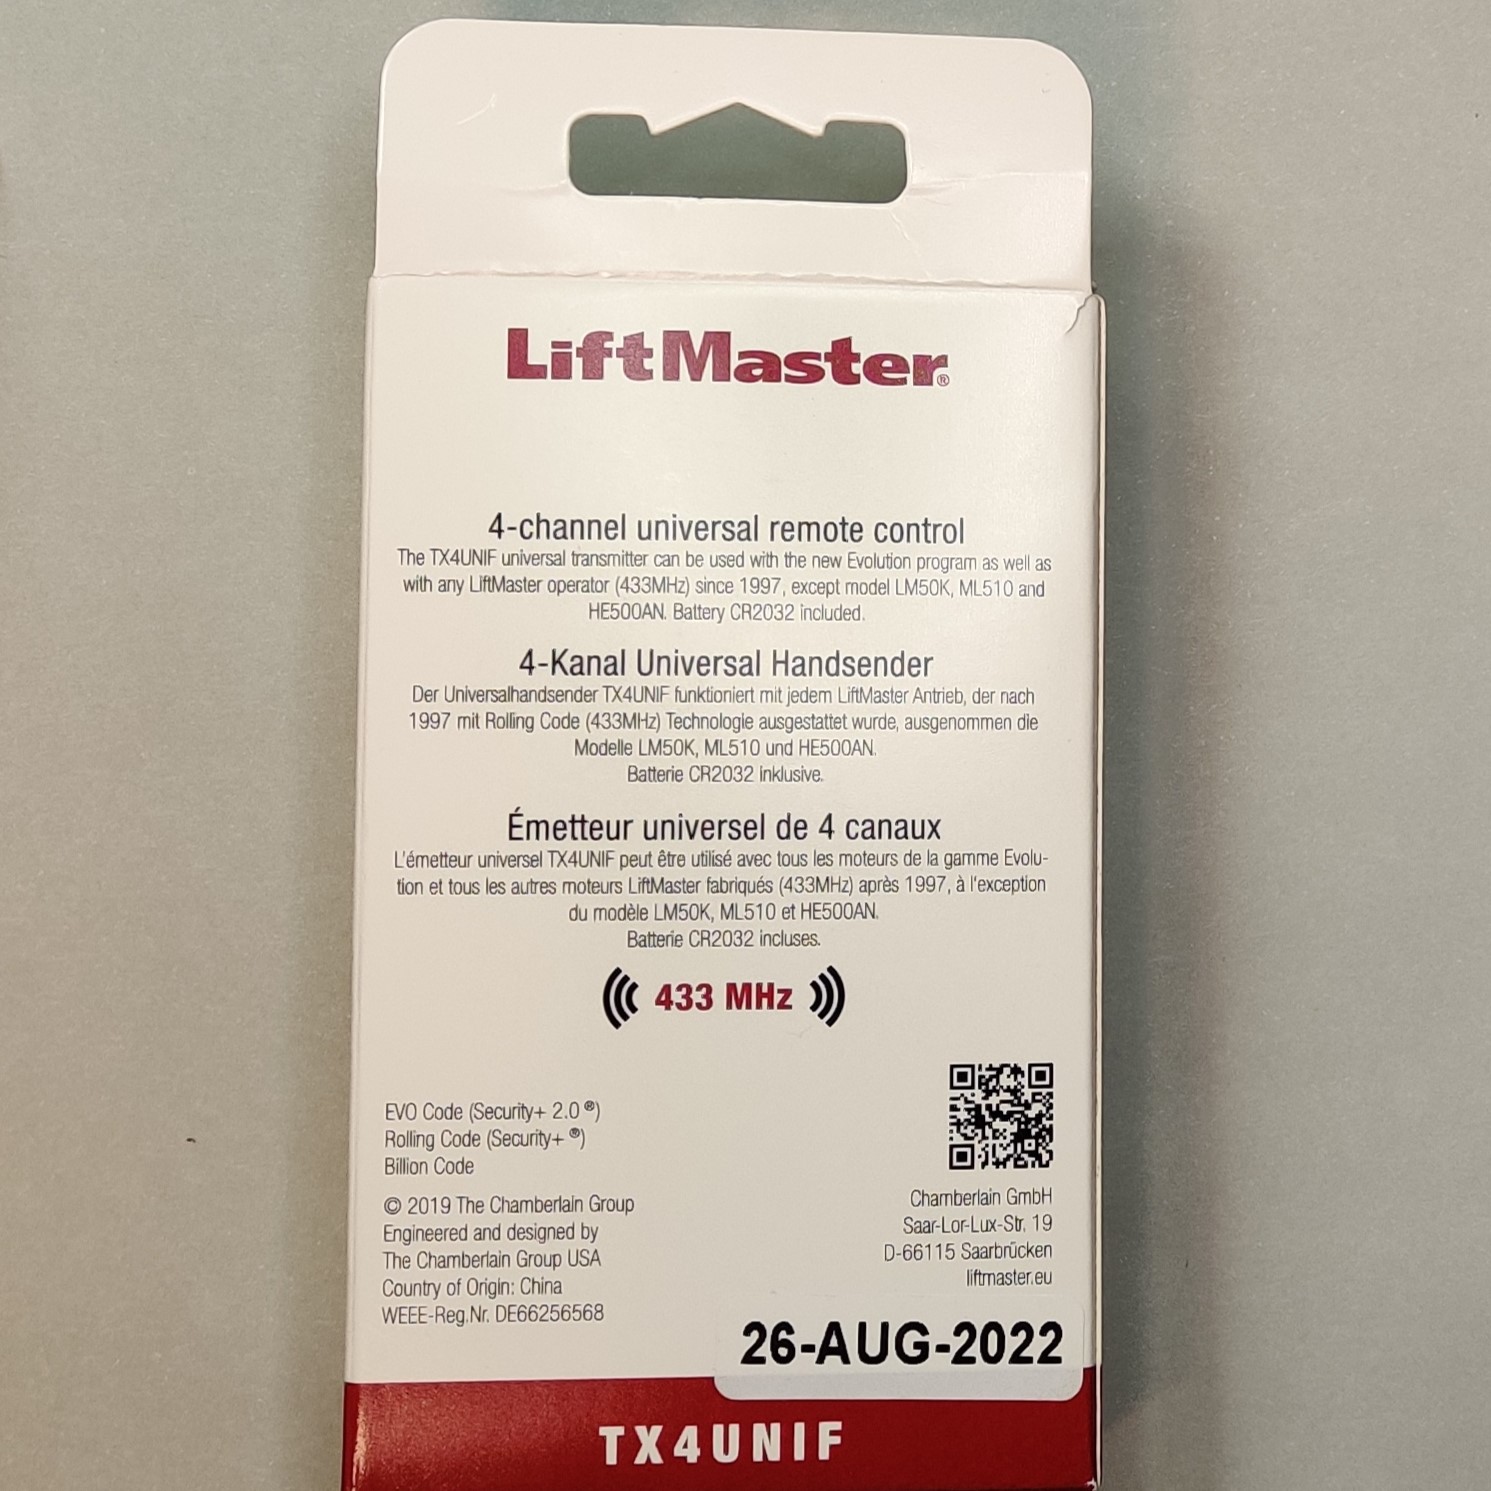 LiftMaster®
4-channel universal remote control
The TX4UNIF universal transmitter can be used with the new Evolution program as well as
with any LiftMaster operator (433MHz) since 1997, except model LM50K, ML510 and
HE500AN. Battery CR2032 included.
4-Kanal Universal Handsender
Der Universalhandsender TX4UNIF funktioniert mit jedem LiftMaster Antrieb, der nach
1997 mit Rolling Code (433MHz) Technologie ausgestattet wurde, ausgenommen die
Modelle LM50K, ML510 und HE500AN.
Batterie CR2032 inklusive.
Émetteur universel de 4 canaux
L'émetteur universel TX4UNIF peut être utilisé avec tous les moteurs de la gamme Evolu-
tion et tous les autres moteurs LiftMaster fabriqués (433MHz) après 1997, à l'exception
du modèle LM50K, ML510 et HE500AN.
Batterie CR2032 incluses.
433 MHz
EVO Code (Security+ 2.0 ®)
Rolling Code (Security+ ®)
Billion Code
© 2019 The Chamberlain Group
Engineered and designed by
The Chamberlain Group USA
Country of Origin: China
WEEE-Reg.Nr. DE66256568
Chamberlain GmbH
Saar-Lor-Lux-Str. 19
D-66115 Saarbrücken
liftmaster.eu
26-AUG-2022
TX4UNIF